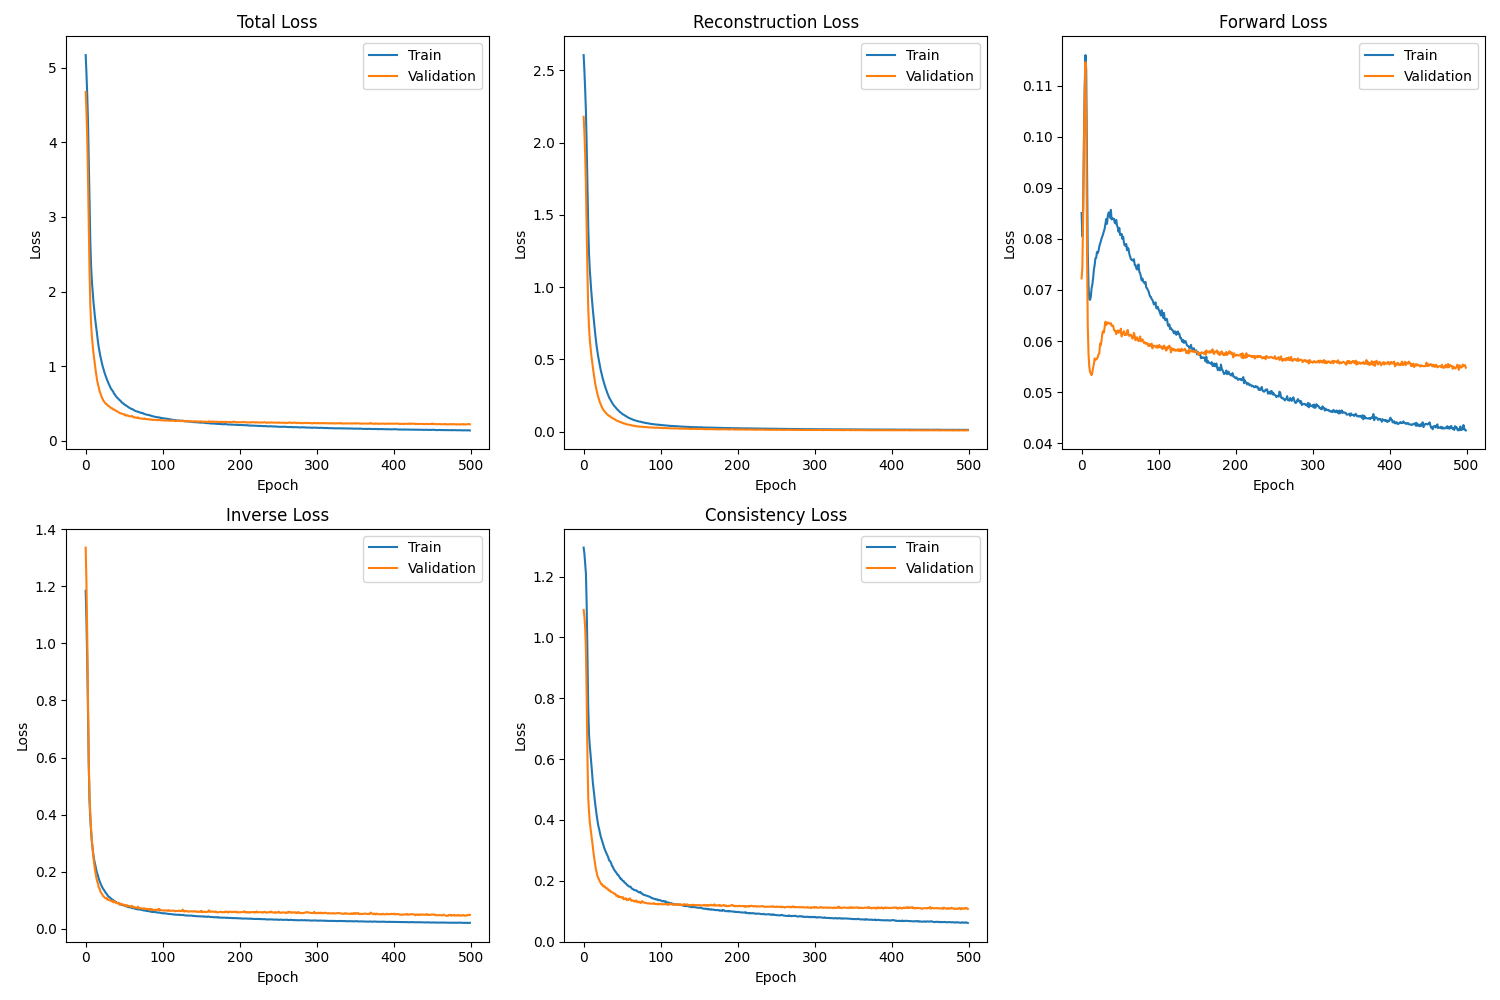 Total Loss
Train
Validation
5
4
3
2
1
0
Loss
0 100 200 300 400 500
Epoch
Reconstruction Loss
Train
Validation
2.5
2.0
1.5
1.0
0.5
0.0
Loss
0 100 200 300 400 500
Epoch
Forward Loss
Train
Validation
0.11
0.10
0.09
0.08
0.07
0.06
0.05
0.04
Loss
0 100 200 300 400 500
Epoch
Inverse Loss
Train
Validation
1.4
1.2
1.0
0.8
0.6
0.4
0.2
0.0
Loss
0 100 200 300 400 500
Epoch
Consistency Loss
Train
Validation
1.2
1.0
0.8
0.6
0.4
0.2
0.0
Loss
0 100 200 300 400 500
Epoch